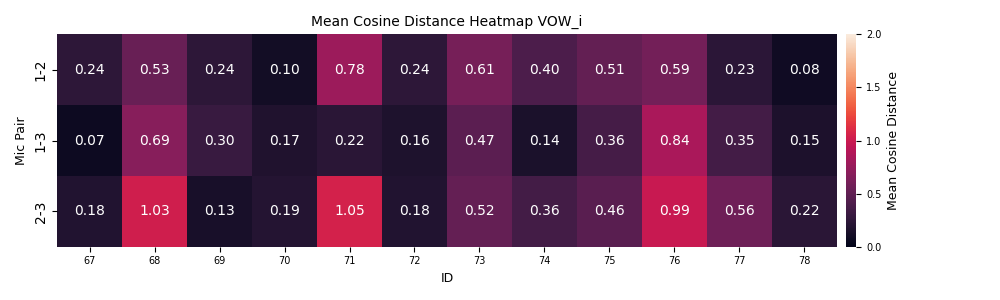 Mean Cosine Distance Heatmap VOW_i
Mic Pair
1-2
0.24 0.53 0.24 0.10 0.78 0.24 0.61 0.40 0.51 0.59 0.23 0.08
1-3
0.07 0.69 0.30 0.17 0.22 0.16 0.47 0.14 0.36 0.84 0.35 0.15
2-3
0.18 1.03 0.13 0.19 1.05 0.18 0.52 0.36 0.46 0.99 0.56 0.22
67 68 69 70 71 72 73 74 75 76 77 78
ID
2.0
1.5
1.0
0.5
0.0
Mean Cosine Distance